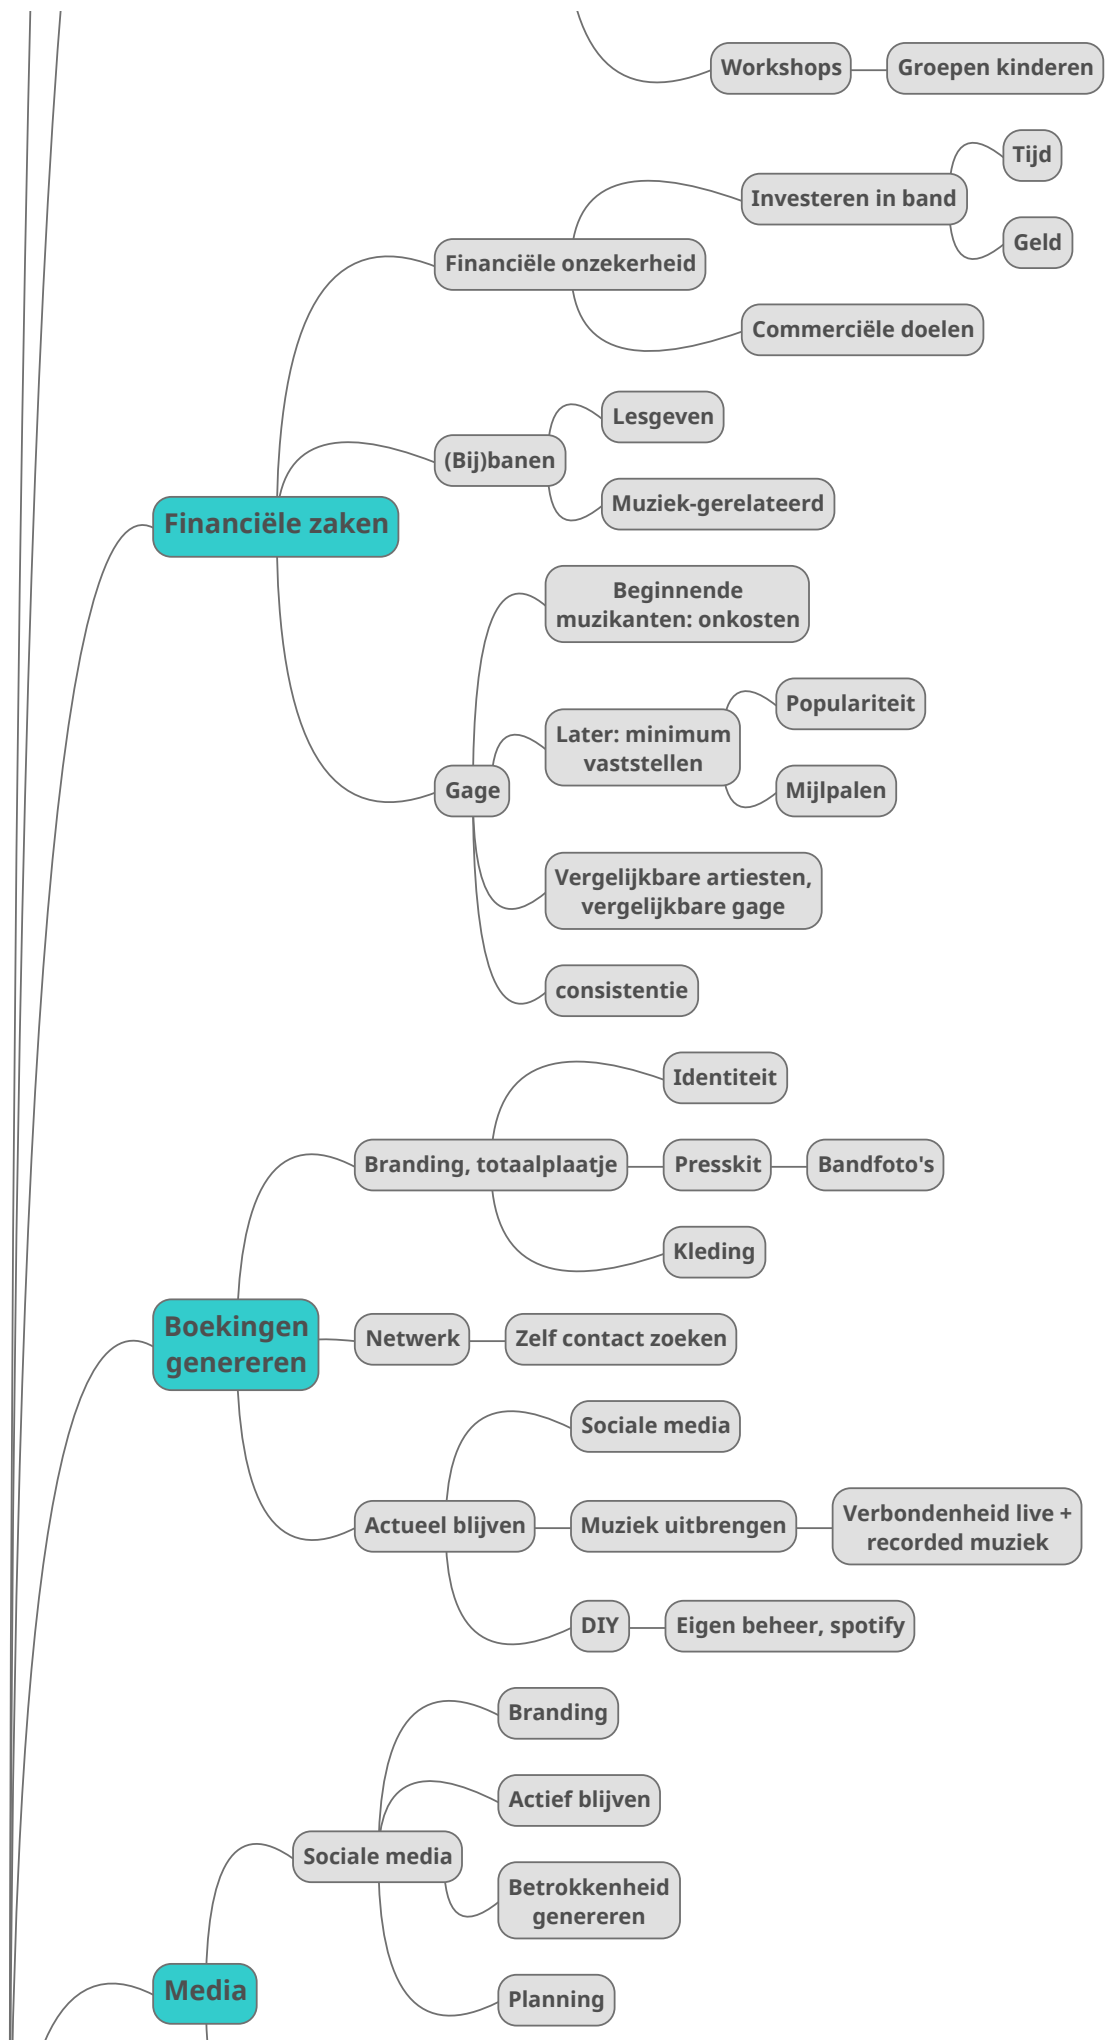 Workshops
Groepen kinderen
Tijd
Investeren in band
Geld
Financiële onzekerheid
Commerciële doelen
Lesgeven
(Bij)banen
Muziek-gerelateerd
Financiële zaken
Beginnende
muzikanten: onkosten
Populariteit
Later: minimum
vaststellen
Mijlpalen
Gage
Vergelijkbare artiesten,
vergelijkbare gage
consistentie
Identiteit
Branding, totaalplaatje
Presskit
Bandfoto's
Kleding
Boekingen
genereren
Netwerk
Zelf contact zoeken
Sociale media
Actueel blijven
Muziek uitbrengen
Verbondenheid live +
recorded muziek
DIY
Eigen beheer, spotify
Branding
Actief blijven
Sociale media
Betrokkenheid
genereren
Media
Planning